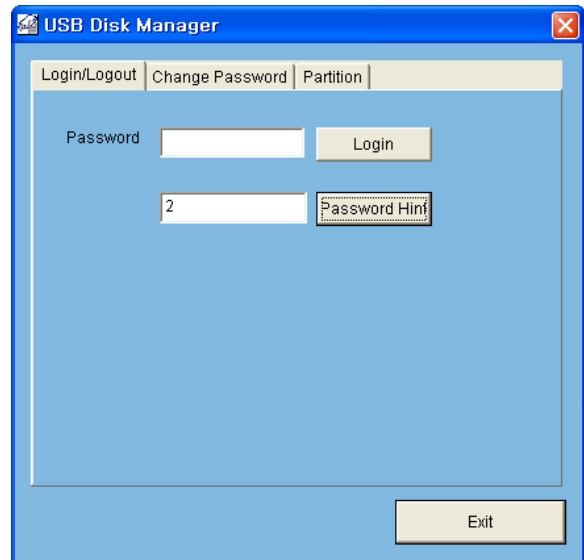 USB Disk Manager
Login/Logout Change Password Partition
Password Login
2 Password Hint
Exit